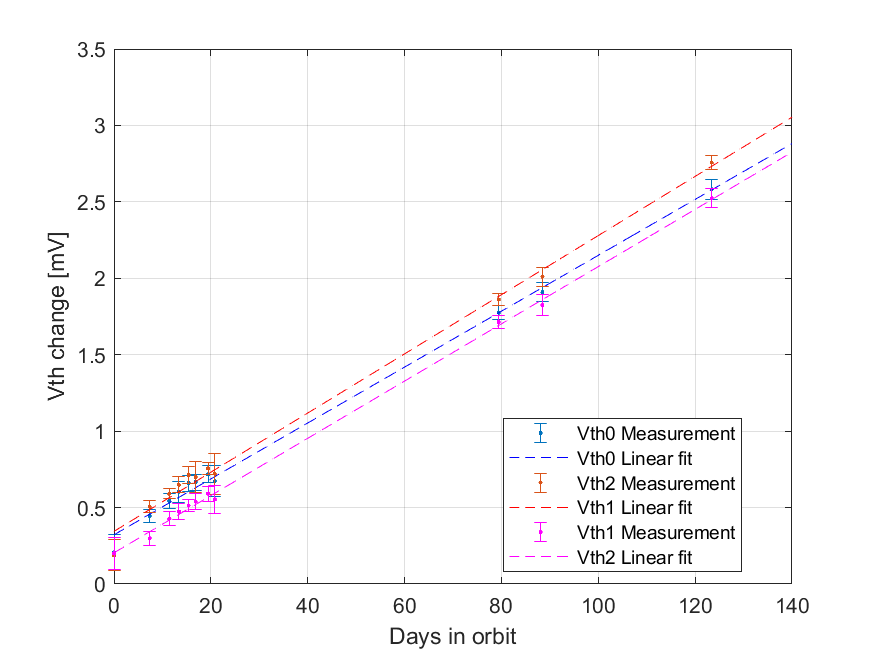 3.5
3
2.5
2
1.5
1
0.5
0
Vth change [mV]
0 20 40 60 80 100 120 140
Days in orbit
Vth0 Measurement
Vth0 Linear fit
Vth2 Measurement
Vth1 Linear fit
Vth1 Measurement
Vth2 Linear fit